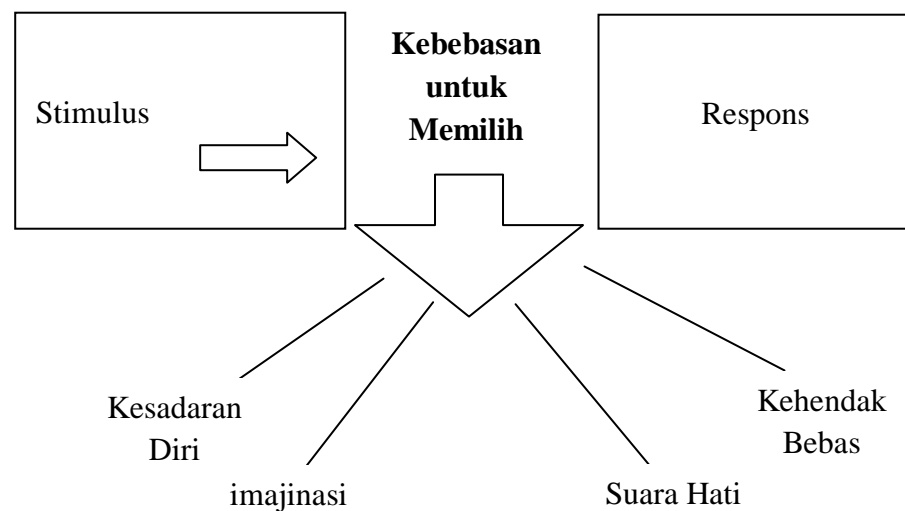 Stimulus
Kebebasan
untuk
Memilih
Respons
Kesadaran
Diri
imajinasi
Suara Hati
Kehendak
Bebas